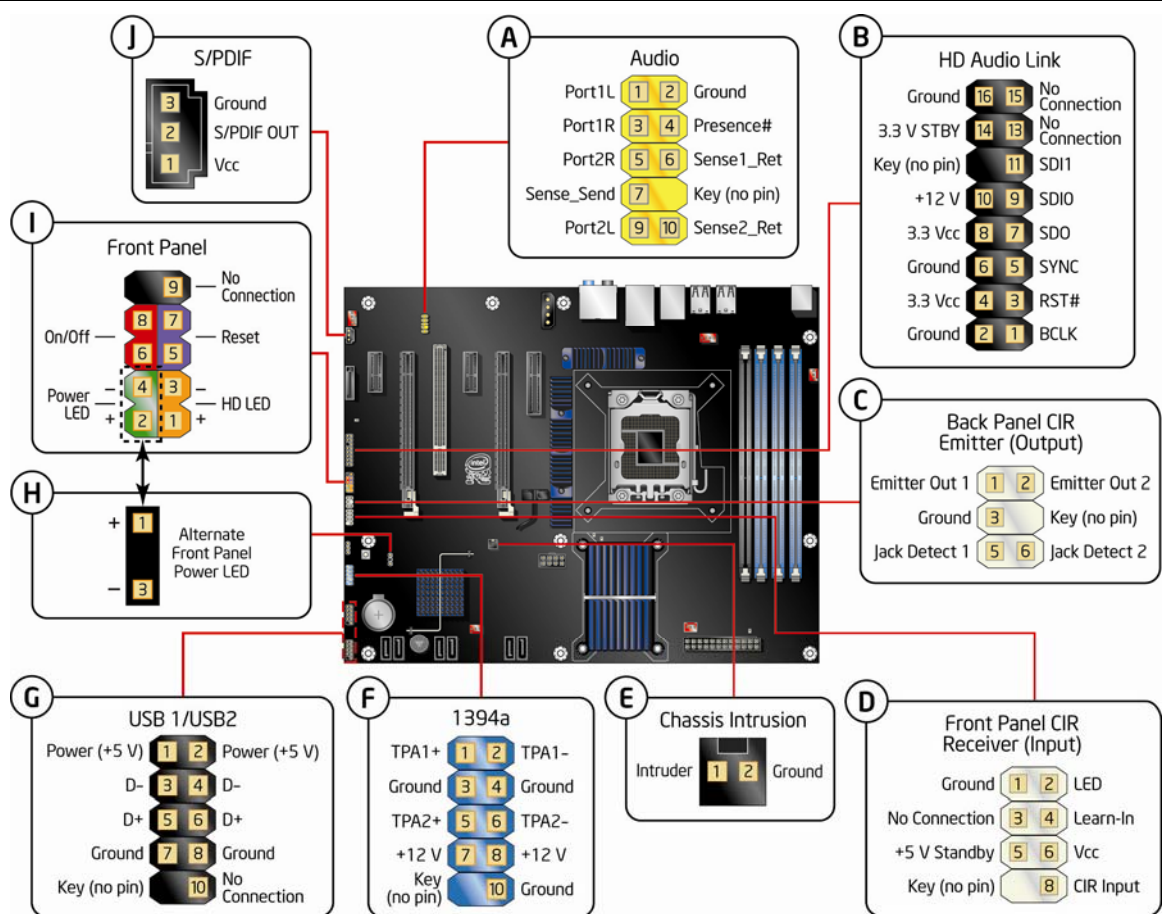 J
S/PDIF
3 Ground
2 S/PDIF OUT
1 Vcc
A
Audio
Port1L 1 2 Ground
Port1R 3 4 Presence#
Port2R 5 6 Sense1_Ret
Sense_Send 7 Key (no pin)
Port2L 9 10 Sense2_Ret
B
HD Audio Link
Ground 16 15 No Connection
3.3 V STBY 14 13 No Connection
Key (no pin) 11 SDI1
+12 V 10 9 SDI0
3.3 Vcc 8 7 SDO
Ground 6 5 SYNC
3.3 Vcc 4 3 RST#
Ground 2 1 BCLK
I
Front Panel
9 No Connection
8 7
On/Off Reset
6 5
- 4 3 -
Power LED HD LED
+ 2 1 +
C
Back Panel CIR
Emitter (Output)
Emitter Out 1 1 2 Emitter Out 2
Ground 3 Key (no pin)
Jack Detect 1 5 6 Jack Detect 2
H
+ 1
Alternate
Front Panel
Power LED
- 3
intel
G
USB 1/USB2
Power (+5 V) 1 2 Power (+5 V)
D- 3 4 D-
D+ 5 6 D+
Ground 7 8 Ground
Key (no pin) 10 No Connection
F
1394a
TPA1+ 1 2 TPA1-
Ground 3 4 Ground
TPA2+ 5 6 TPA2-
+12 V 7 8 +12 V
Key (no pin) 10 Ground
E
Chassis Intrusion
Intruder 1 2 Ground
D
Front Panel CIR
Receiver (Input)
Ground 1 2 LED
No Connection 3 4 Learn-In
+5 V Standby 5 6 Vcc
Key (no pin) 8 CIR Input